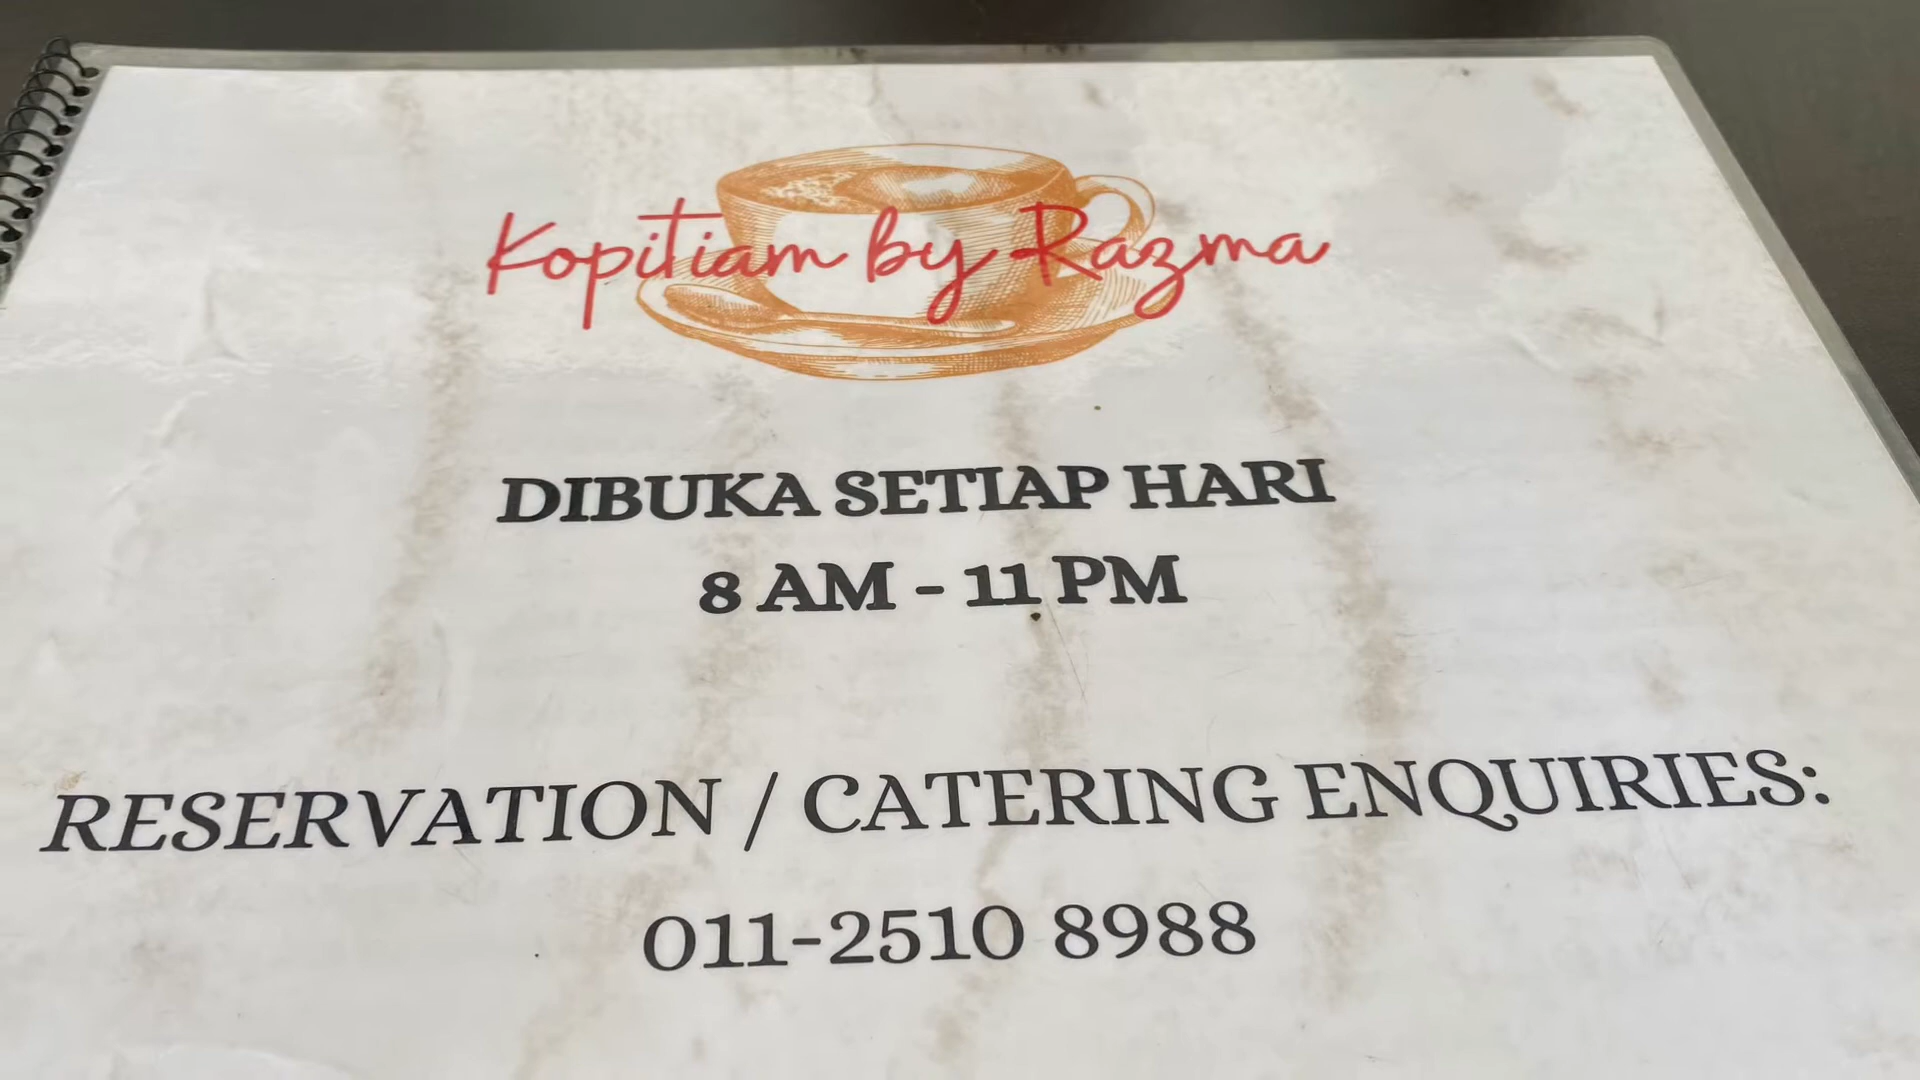 Kopitiam by Razma
DIBUKA SETIAP HARI
8 AM - 11 PM
RESERVATION / CATERING ENQUIRIES:
011-2510 8988